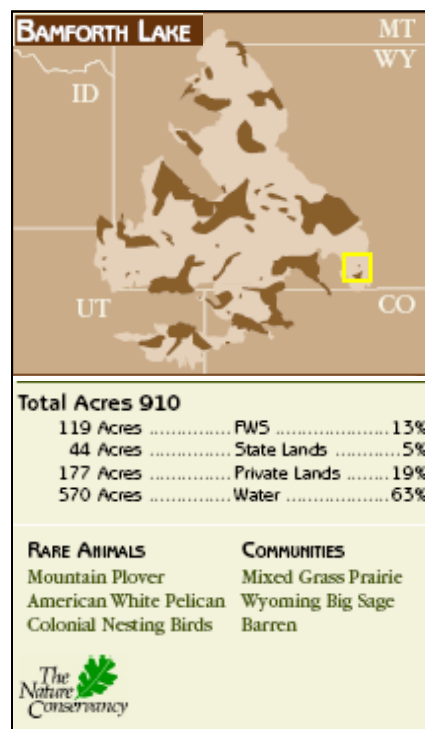 BAMFORTH LAKE
MT
WY
ID
UT
CO
Total Acres 910
119 Acres .............. FWS .................... 13%
44 Acres .............. State Lands ........ 5%
177 Acres .............. Private Lands ....... 19%
570 Acres .............. Water .................. 63%
RARE ANIMALS
Mountain Plover
American White Pelican
Colonial Nesting Birds
COMMUNITIES
Mixed Grass Prairie
Wyoming Big Sage
Barren
The
Nature
Conservancy